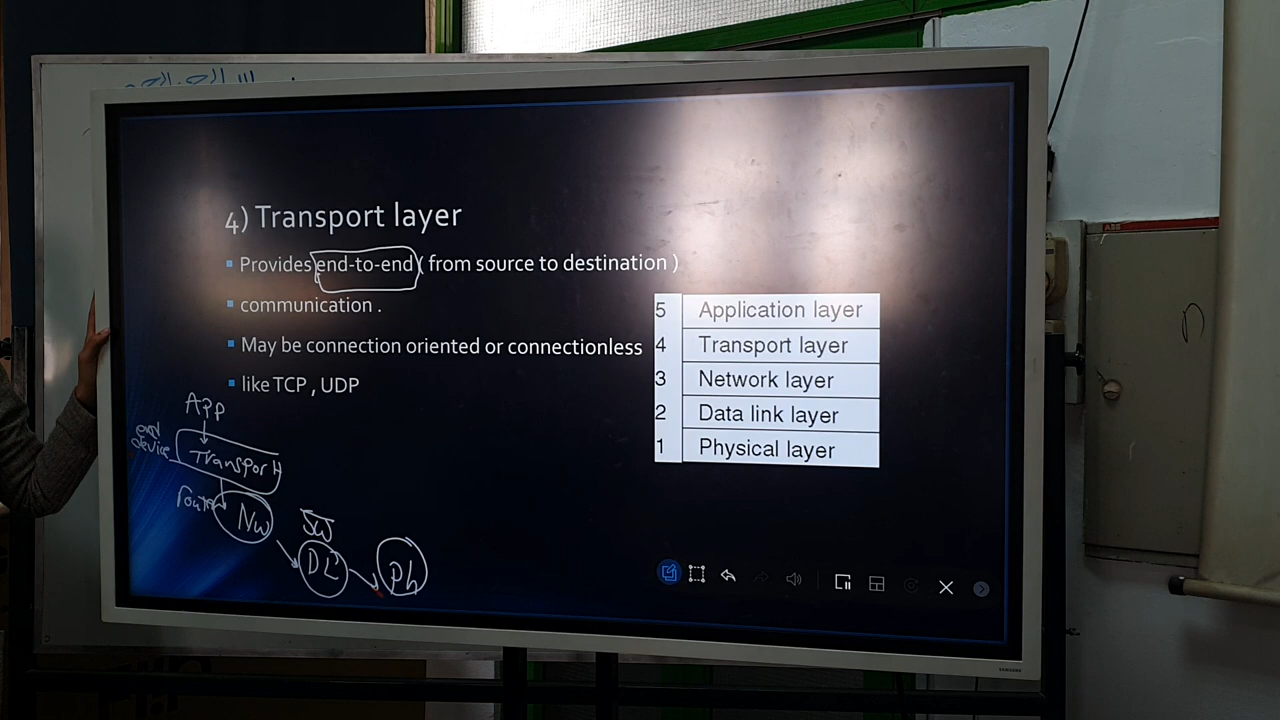 4) Transport layer
Provides end-to-end ( from source to destination )
communication .
May be connection oriented or connectionless
like TCP , UDP
5 Application layer
4 Transport layer
3 Network layer
2 Data link layer
1 Physical layer
APP
end
device
Transport
Router
Nw
SW
DL
Ph
SAMSUNG
ABB